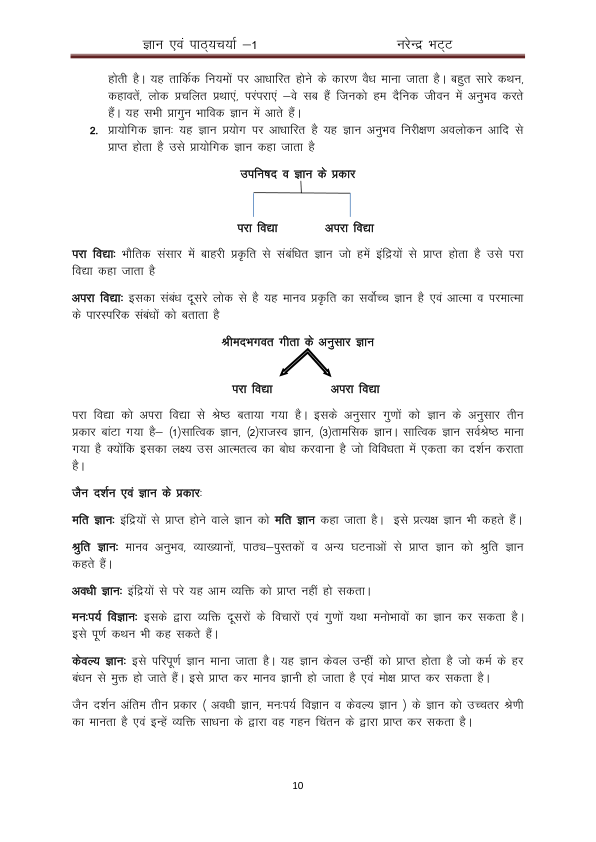 ज्ञान एवं पाठ्यचर्या –1 नरेन्द्र भट्ट
होती है। यह तार्किक नियमों पर आधारित होने के कारण वैध माना जाता है। बहुत सारे कथन,
कहावतें, लोक प्रचलित प्रथाएं, परंपराएं –वे सब हैं जिनको हम दैनिक जीवन में अनुभव करते
हैं। यह सभी प्रागुन भाविक ज्ञान में आते हैं।
2. प्रायोगिक ज्ञानः यह ज्ञान प्रयोग पर आधारित है यह ज्ञान अनुभव निरीक्षण अवलोकन आदि से
प्राप्त होता है उसे प्रायोगिक ज्ञान कहा जाता है
उपनिषद व ज्ञान के प्रकार
परा विद्या अपरा विद्या
परा विद्याः भौतिक संसार में बाहरी प्रकृति से संबंधित ज्ञान जो हमें इंद्रियों से प्राप्त होता है उसे परा
विद्या कहा जाता है
अपरा विद्याः इसका संबंध दूसरे लोक से है यह मानव प्रकृति का सर्वोच्च ज्ञान है एवं आत्मा व परमात्मा
के पारस्परिक संबंधों को बताता है
श्रीमदभगवत गीता के अनुसार ज्ञान
परा विद्या अपरा विद्या
परा विद्या को अपरा विद्या से श्रेष्ठ बताया गया है। इसके अनुसार गुणों को ज्ञान के अनुसार तीन
प्रकार बांटा गया है– (1)सात्विक ज्ञान, (2)राजस्व ज्ञान, (3)तामसिक ज्ञान। सात्विक ज्ञान सर्वश्रेष्ठ माना
गया है क्योंकि इसका लक्ष्य उस आत्मतत्व का बोध करवाना है जो विविधता में एकता का दर्शन कराता
है।
जैन दर्शन एवं ज्ञान के प्रकारः
मति ज्ञानः इंद्रियों से प्राप्त होने वाले ज्ञान को मति ज्ञान कहा जाता है। इसे प्रत्यक्ष ज्ञान भी कहते हैं।
श्रुति ज्ञानः मानव अनुभव, व्याख्यानों, पाठ्य–पुस्तकों व अन्य घटनाओं से प्राप्त ज्ञान को श्रुति ज्ञान
कहते हैं।
अवधी ज्ञानः इंद्रियों से परे यह आम व्यक्ति को प्राप्त नहीं हो सकता।
मनःपर्य विज्ञानः इसके द्वारा व्यक्ति दूसरों के विचारों एवं गुणों यथा मनोभावों का ज्ञान कर सकता है।
इसे पूर्ण कथन भी कह सकते हैं।
केवल्य ज्ञानः इसे परिपूर्ण ज्ञान माना जाता है। यह ज्ञान केवल उन्हीं को प्राप्त होता है जो कर्म के हर
बंधन से मुक्त हो जाते हैं। इसे प्राप्त कर मानव ज्ञानी हो जाता है एवं मोक्ष प्राप्त कर सकता है।
जैन दर्शन अंतिम तीन प्रकार ( अवधी ज्ञान, मनःपर्य विज्ञान व केवल्य ज्ञान ) के ज्ञान को उच्चतर श्रेणी
का मानता है एवं इन्हें व्यक्ति साधना के द्वारा वह गहन चिंतन के द्वारा प्राप्त कर सकता है।
10